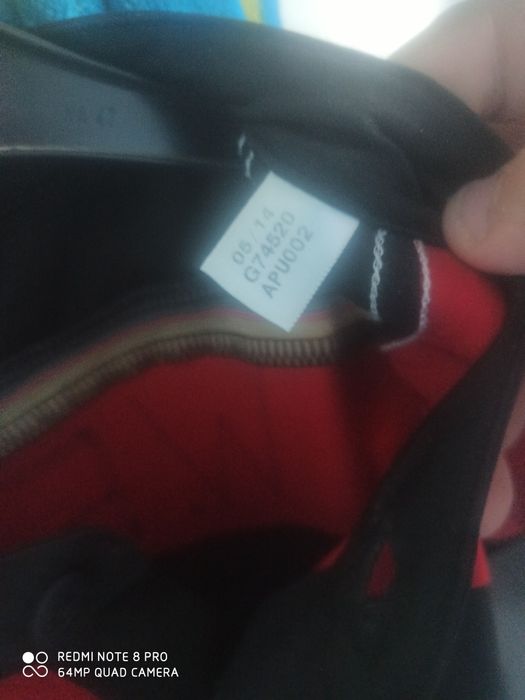 05/14
G74520
APU002
REDMI NOTE 8 PRO
64MP QUAD CAMERA